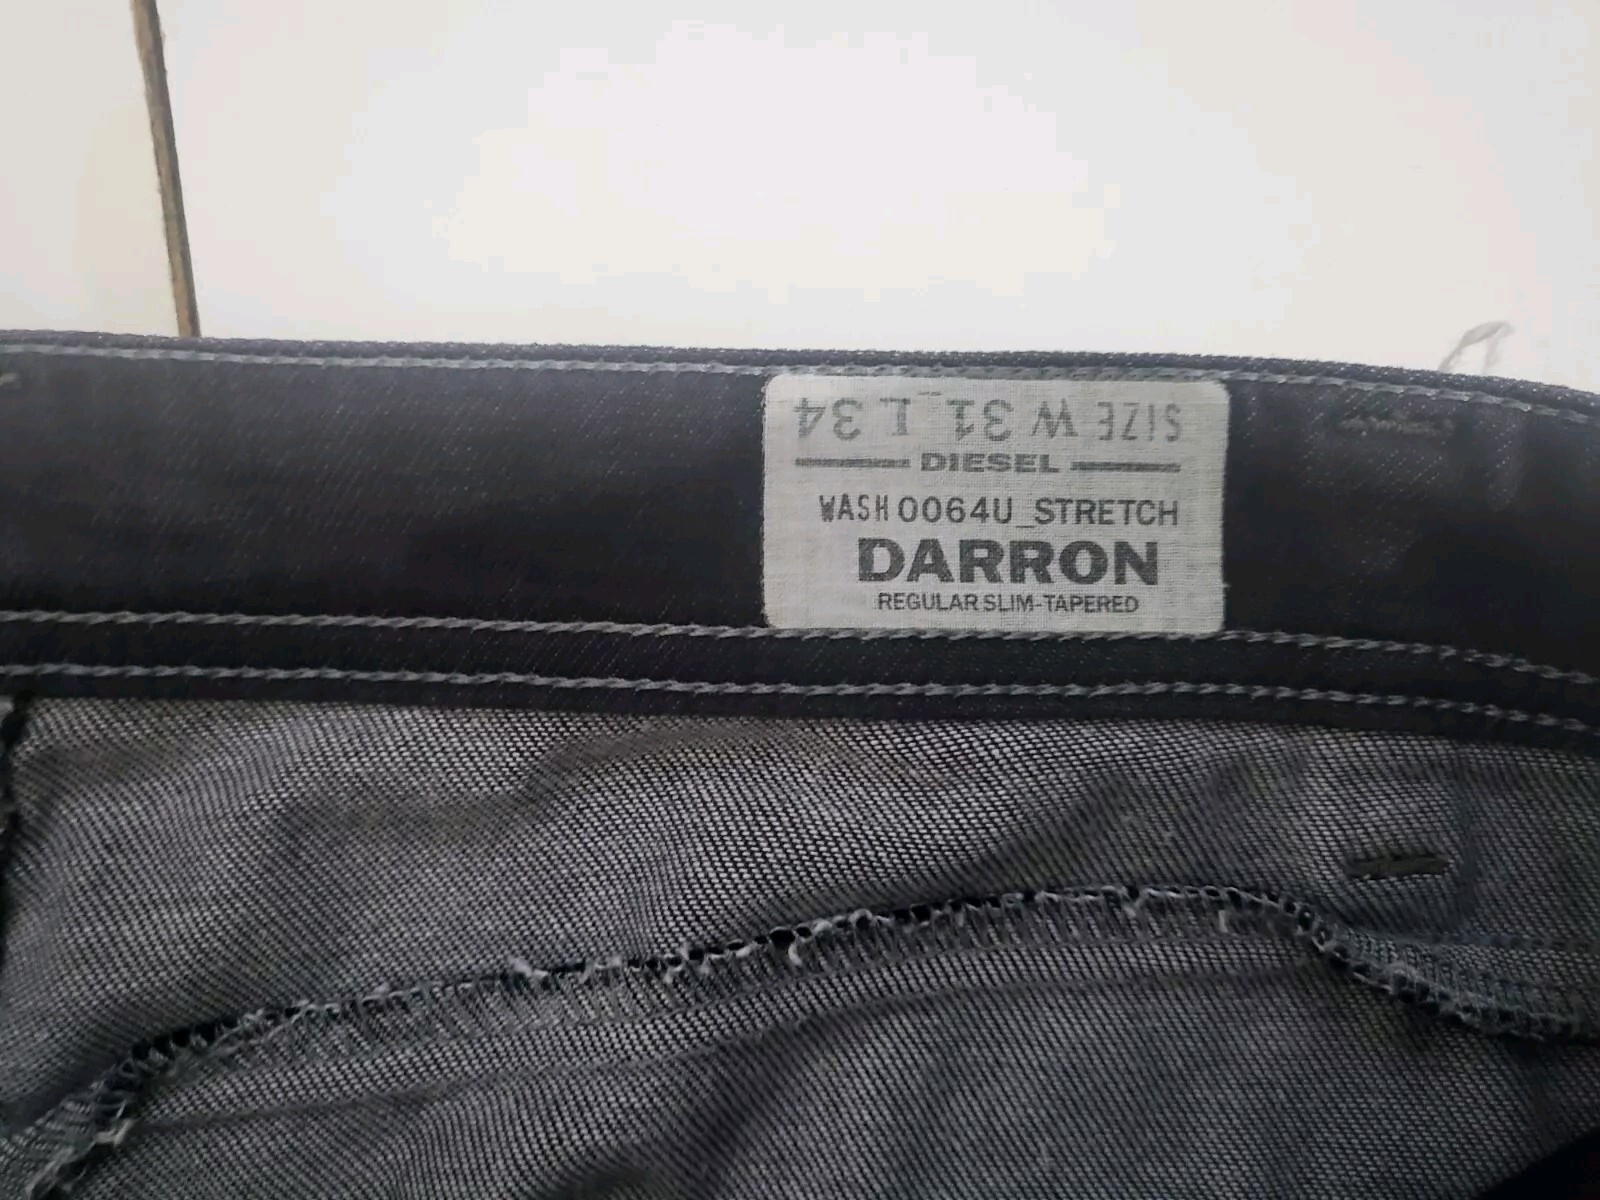 SIZE W 31_L 34
DIESEL
WASH 0064U_STRETCH
DARRON
REGULAR SLIM-TAPERED